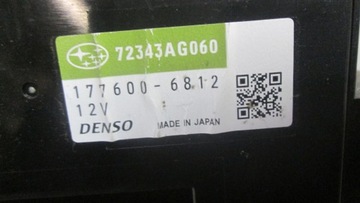 72343AG060
177600-6812
12V
DENSO MADE IN JAPAN